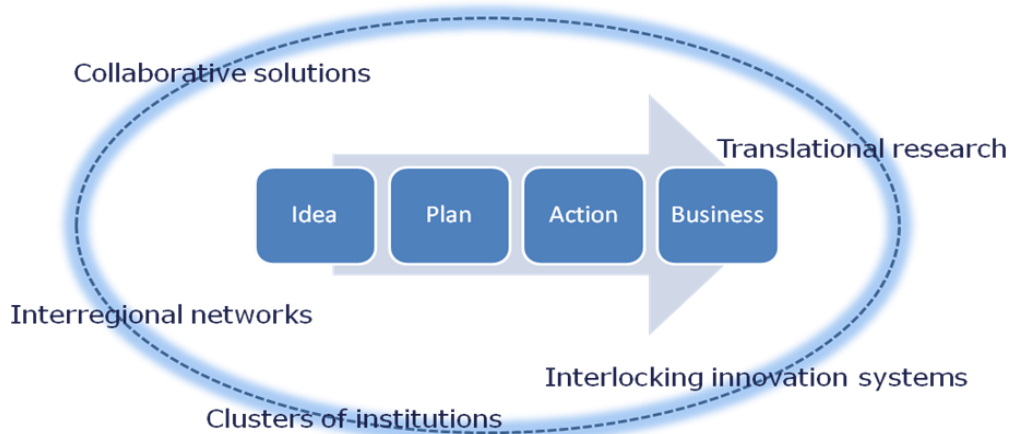 Collaborative solutions
Translational research
Idea
Plan
Action
Business
Interregional networks
Interlocking innovation systems
Clusters of institutions